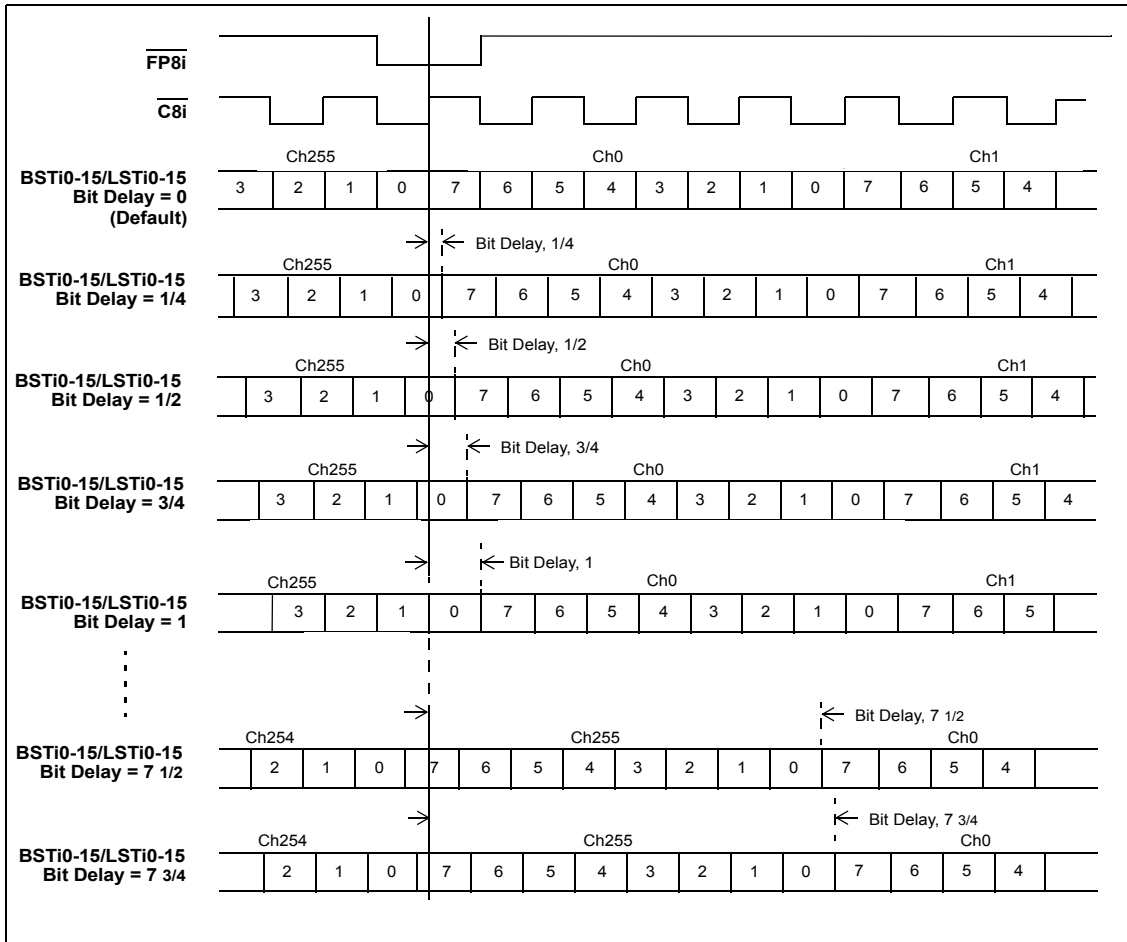 FP8i
C8i
Ch255 Ch0 Ch1
BSTi0-15/LSTi0-15
Bit Delay = 0
(Default)
3 2 1 0 7 6 5 4 3 2 1 0 7 6 5 4
Bit Delay, 1/4
Ch255 Ch0 Ch1
BSTi0-15/LSTi0-15
Bit Delay = 1/4
3 2 1 0 7 6 5 4 3 2 1 0 7 6 5 4
Bit Delay, 1/2
Ch255 Ch0 Ch1
BSTi0-15/LSTi0-15
Bit Delay = 1/2
3 2 1 0 7 6 5 4 3 2 1 0 7 6 5 4
Bit Delay, 3/4
Ch255 Ch0 Ch1
BSTi0-15/LSTi0-15
Bit Delay = 3/4
3 2 1 0 7 6 5 4 3 2 1 0 7 6 5 4
Bit Delay, 1
Ch255 Ch0 Ch1
BSTi0-15/LSTi0-15
Bit Delay = 1
3 2 1 0 7 6 5 4 3 2 1 0 7 6 5
Bit Delay, 7 1/2
Ch254 Ch255 Ch0
BSTi0-15/LSTi0-15
Bit Delay = 7 1/2
2 1 0 7 6 5 4 3 2 1 0 7 6 5 4
Bit Delay, 7 3/4
Ch254 Ch255 Ch0
BSTi0-15/LSTi0-15
Bit Delay = 7 3/4
2 1 0 7 6 5 4 3 2 1 0 7 6 5 4